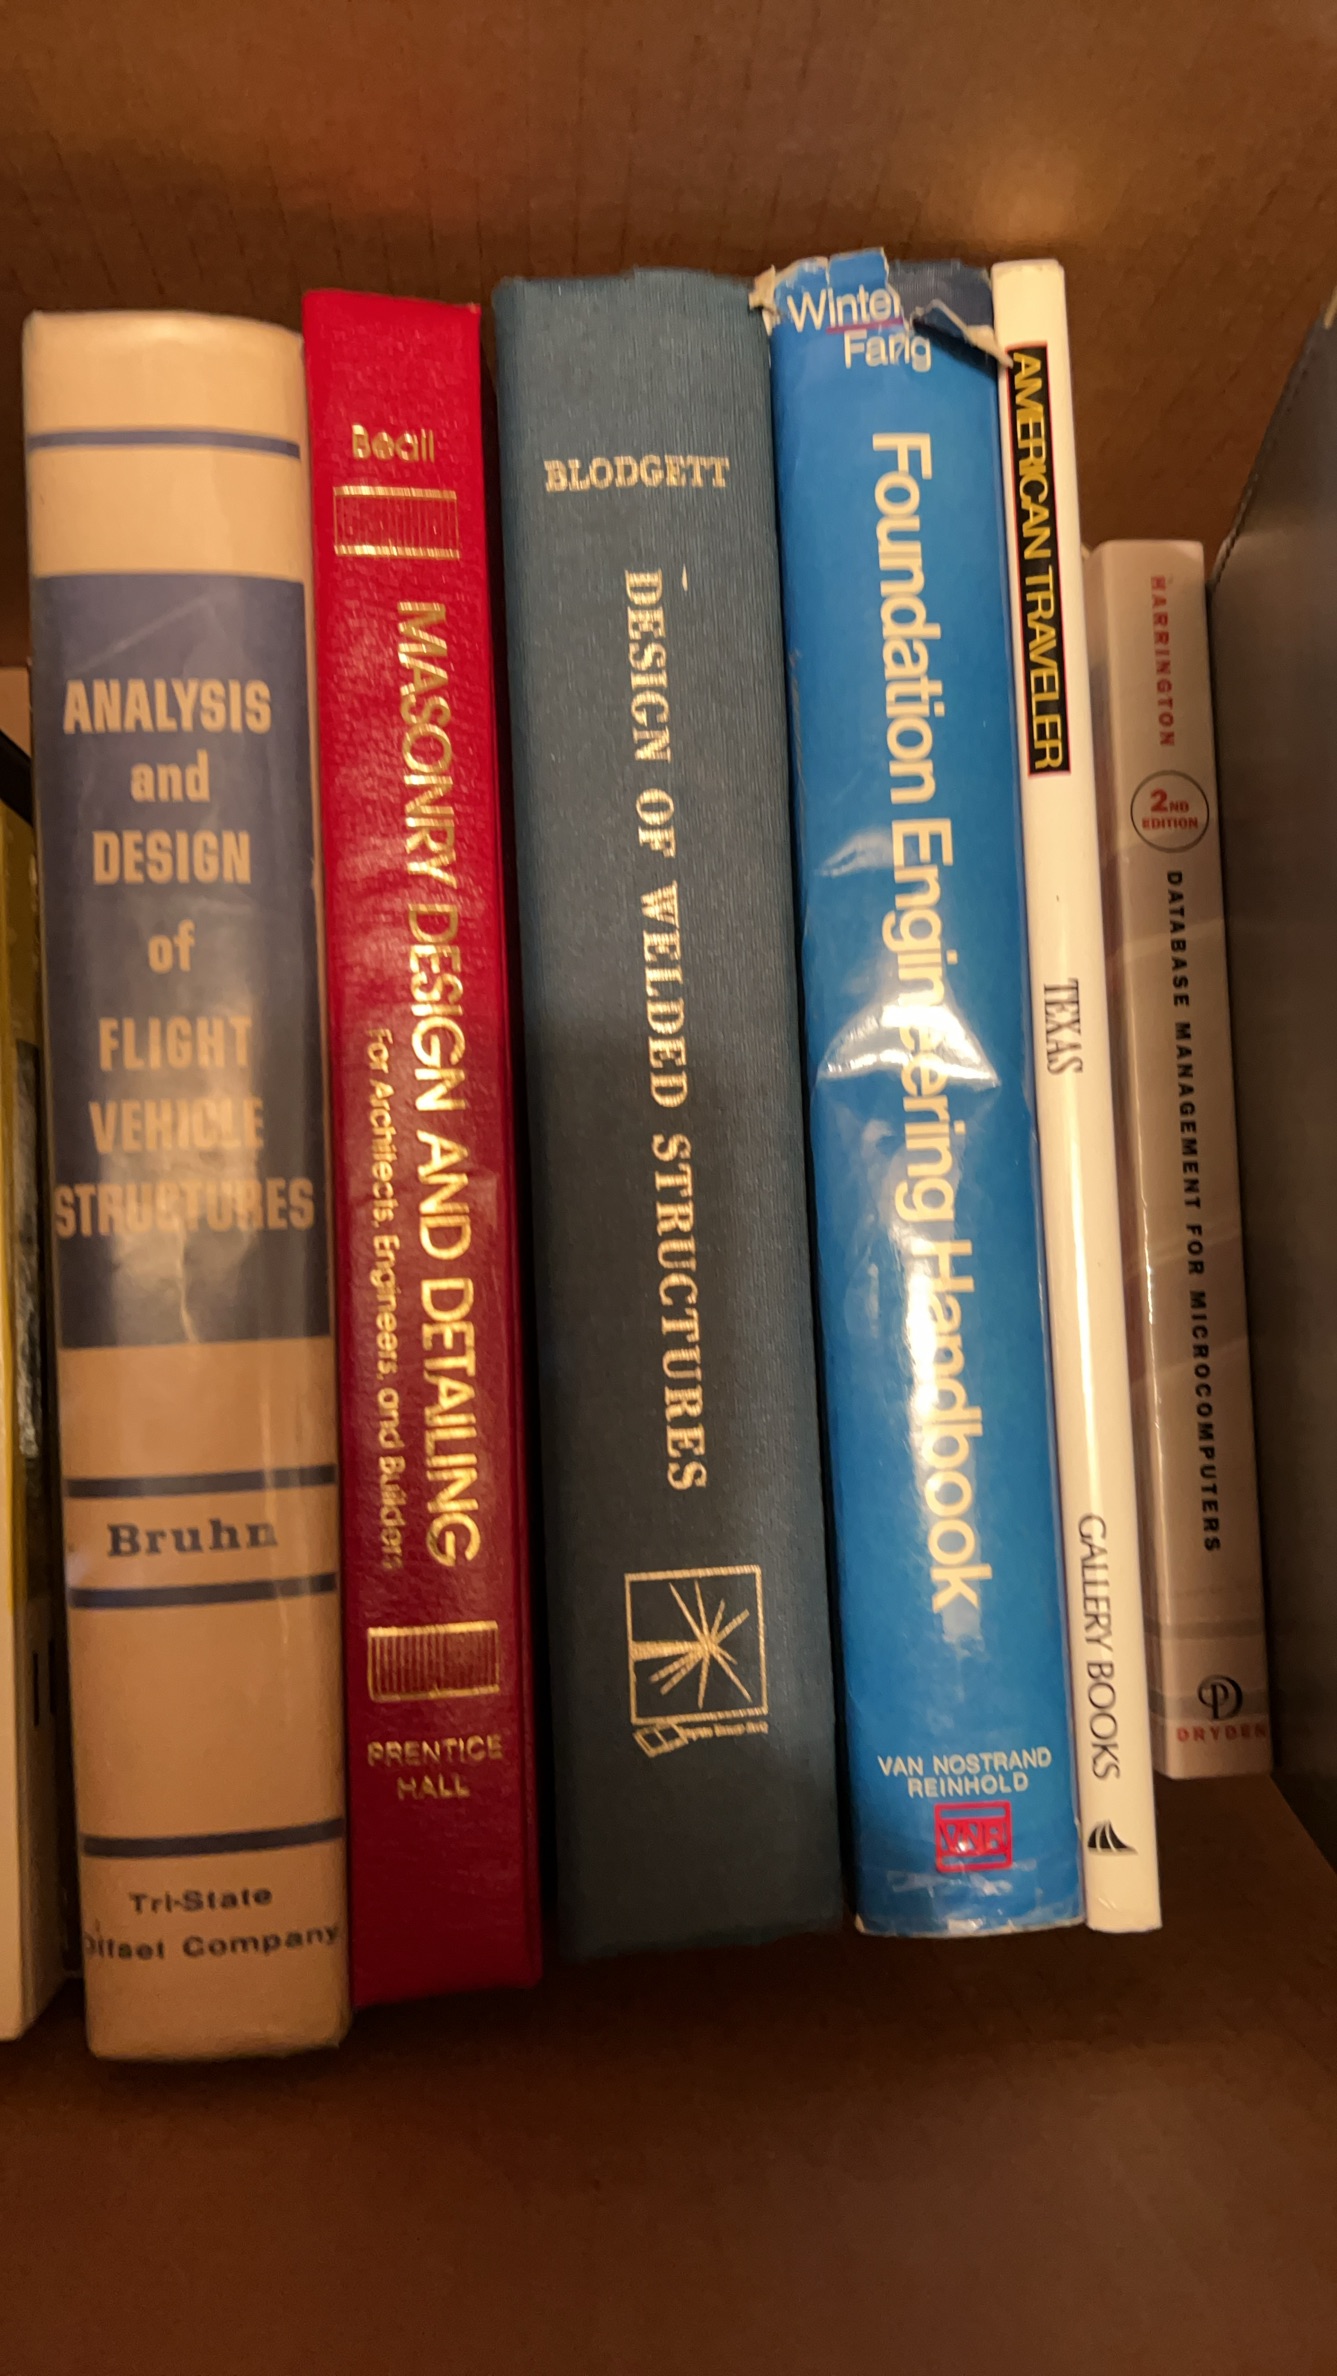 ANALYSIS
and
DESIGN
of
FLIGHT
VEHICLE
STRUCTURES
Bruhn
Tri-State
Offset Company
Beall
MASONRY DESIGN AND DETAILING
For Architects, Engineers, and Builders
PRENTICE
HALL
BLODGETT
DESIGN OF WELDED STRUCTURES
Winter
Fang
Foundation Engineering Handbook
VAN NOSTRAND
REINHOLD
VNR
AMERICAN TRAVELER
TEXAS
GALLERY BOOKS
HARRINGTON
2ND
EDITION
DATABASE MANAGEMENT FOR MICROCOMPUTERS
DRYDEN